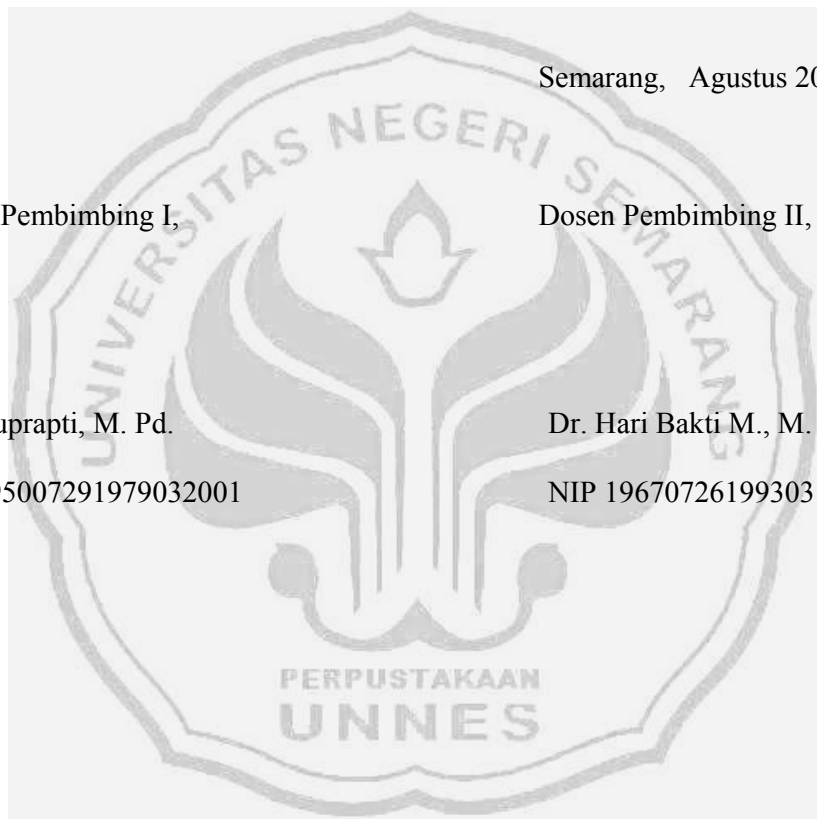 Semarang, Agustus 20
Pembimbing I, Dosen Pembimbing II,
uprapti, M. Pd. Dr. Hari Bakti M., M.
95007291979032001 NIP 19670726199303
UNIVERSITAS NEGERI SEMARANG
PERPUSTAKAAN
UNNES